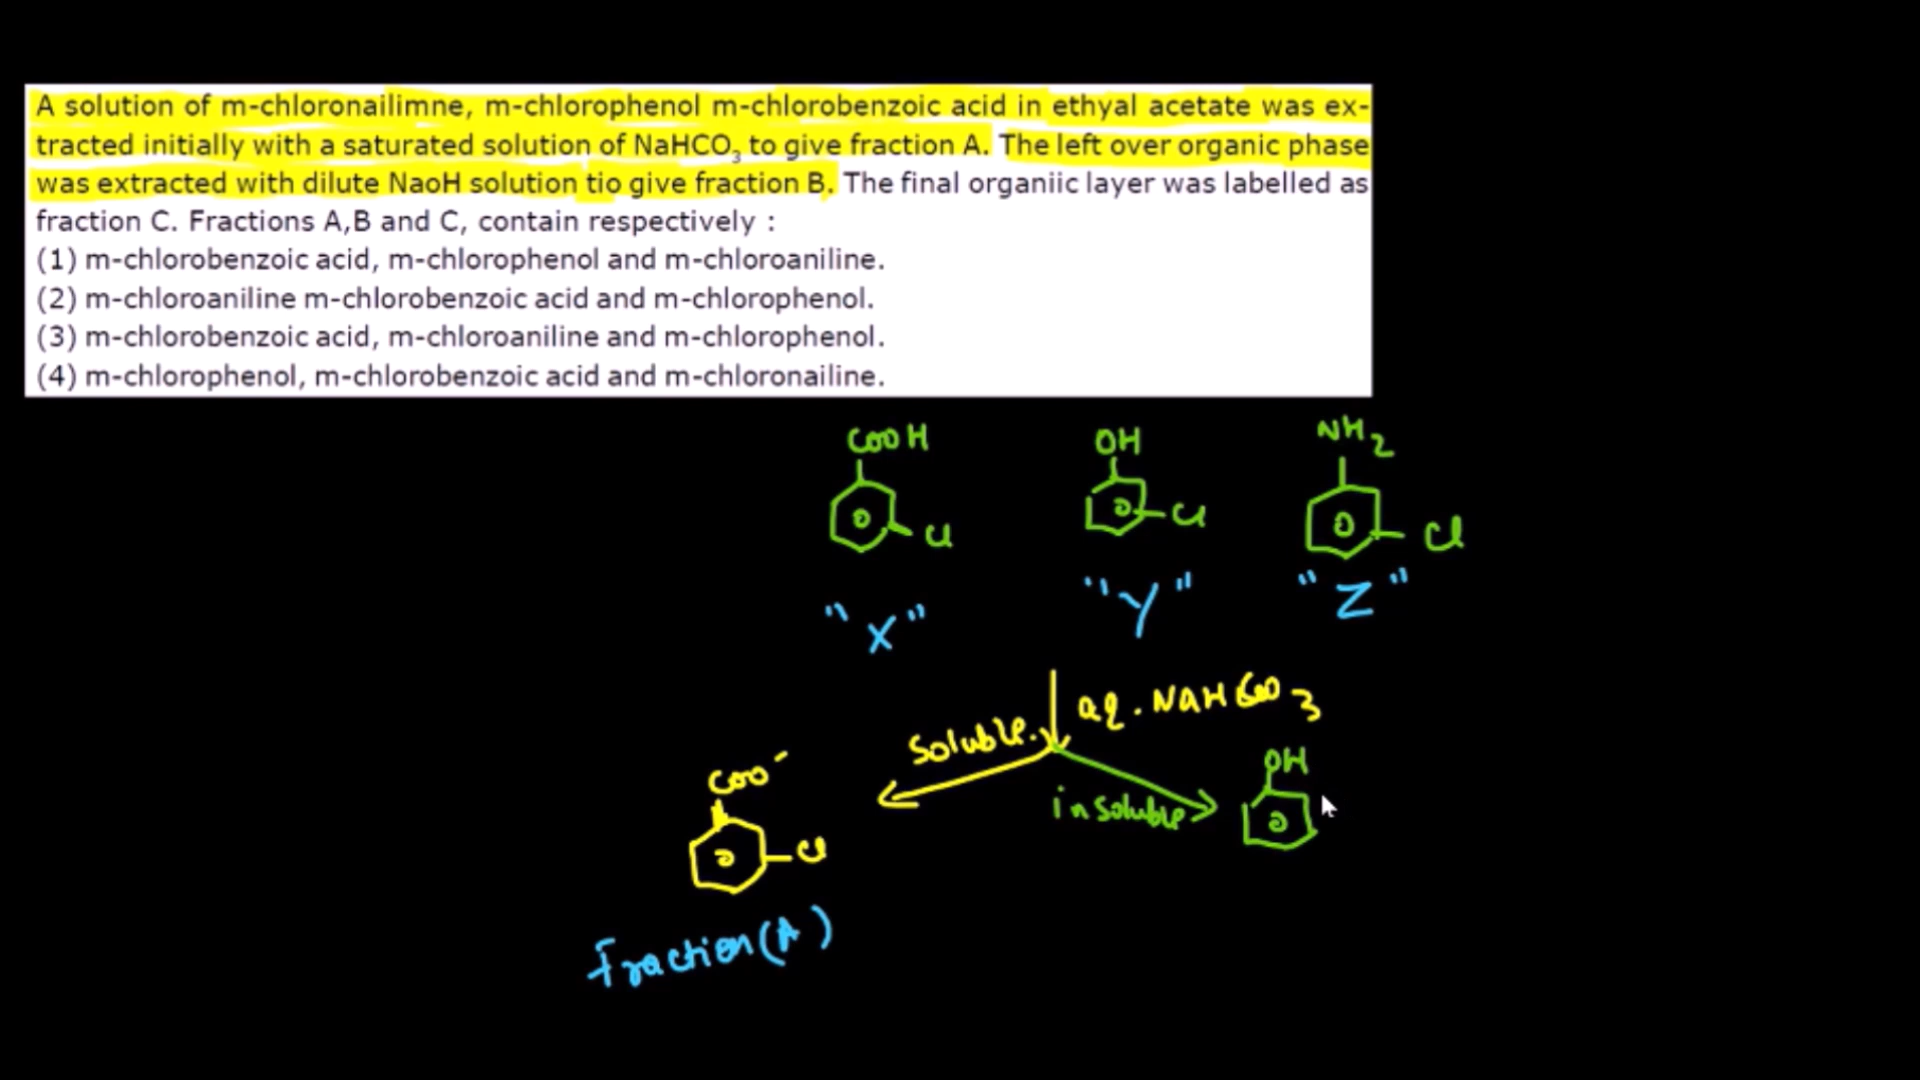 A solution of m-chloronailimne, m-chlorophenol m-chlorobenzoic acid in ethyal acetate was ex-
tracted initially with a saturated solution of NaHCO₃ to give fraction A. The left over organic phase
was extracted with dilute NaoH solution tio give fraction B. The final organiic layer was labelled as
fraction C. Fractions A,B and C, contain respectively :
(1) m-chlorobenzoic acid, m-chlorophenol and m-chloroaniline.
(2) m-chloroaniline m-chlorobenzoic acid and m-chlorophenol.
(3) m-chlorobenzoic acid, m-chloroaniline and m-chlorophenol.
(4) m-chlorophenol, m-chlorobenzoic acid and m-chloronailine.
COOH OH NH2
Cl Cl Cl
"X" "Y" "Z"
aq. NaHCO3
Soluble.
insoluble
COO⁻ OH
Cl
Fraction(A)